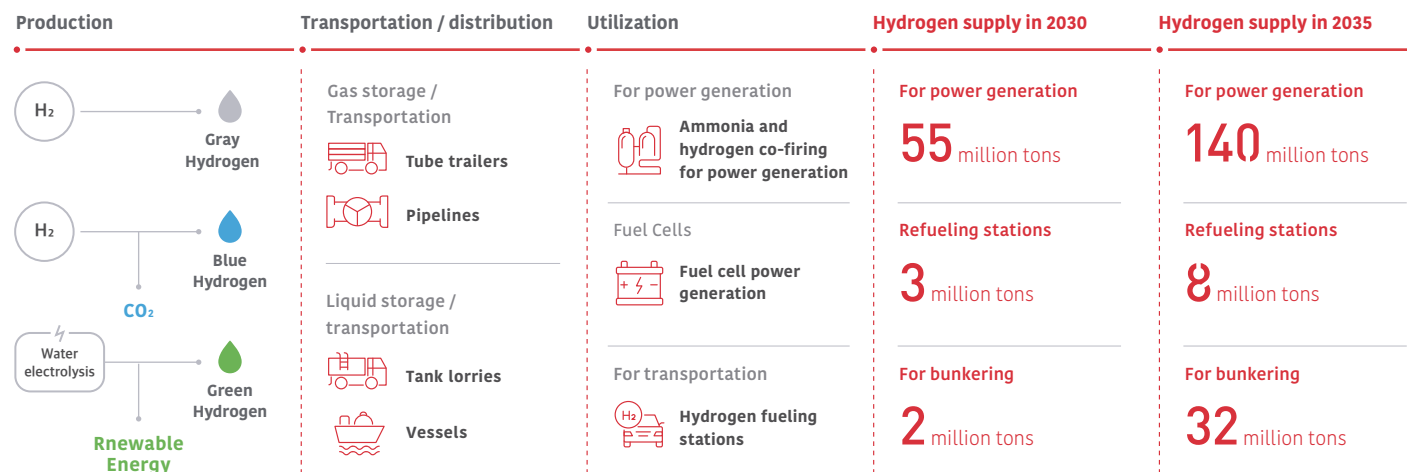 Production
H₂
Gray
Hydrogen
H₂
Blue
Hydrogen
CO₂
Water
electrolysis
Green
Hydrogen
Rnewable
Energy
Transportation / distribution
Gas storage /
Transportation
Tube trailers
Pipelines
Liquid storage /
transportation
Tank lorries
Vessels
Utilization
For power generation
Ammonia and
hydrogen co-firing
for power generation
Fuel Cells
+ -
Fuel cell power
generation
For transportation
H₂
Hydrogen fueling
stations
Hydrogen supply in 2030
For power generation
55 million tons
Refueling stations
3 million tons
For bunkering
2 million tons
Hydrogen supply in 2035
For power generation
140 million tons
Refueling stations
8 million tons
For bunkering
32 million tons